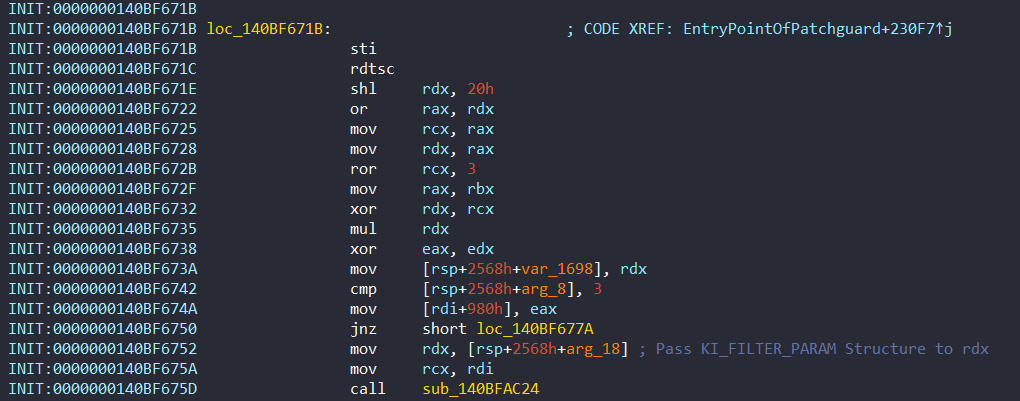 INIT:0000000140BF671B
INIT:0000000140BF671B loc_140BF671B: ; CODE XREF: EntryPointOfPatchguard+230F7↑j
INIT:0000000140BF671B sti
INIT:0000000140BF671C rdtsc
INIT:0000000140BF671E shl rdx, 20h
INIT:0000000140BF6722 or rax, rdx
INIT:0000000140BF6725 mov rcx, rax
INIT:0000000140BF6728 mov rdx, rax
INIT:0000000140BF672B ror rcx, 3
INIT:0000000140BF672F mov rax, rbx
INIT:0000000140BF6732 xor rdx, rcx
INIT:0000000140BF6735 mul rdx
INIT:0000000140BF6738 xor eax, edx
INIT:0000000140BF673A mov [rsp+2568h+var_1698], rdx
INIT:0000000140BF6742 cmp [rsp+2568h+arg_8], 3
INIT:0000000140BF674A mov [rdi+980h], eax
INIT:0000000140BF6750 jnz short loc_140BF677A
INIT:0000000140BF6752 mov rdx, [rsp+2568h+arg_18] ; Pass KI_FILTER_PARAM Structure to rdx
INIT:0000000140BF675A mov rcx, rdi
INIT:0000000140BF675D call sub_140BFAC24